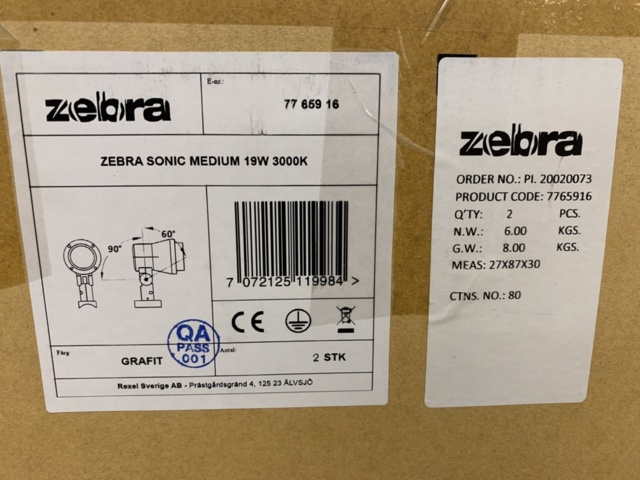 zebra
E-nr.:
77 659 16
ZEBRA SONIC MEDIUM 19W 3000K
90°
60°
7 072125 119984 >
CE
QA
PASS
001
Färg
GRAFIT
Antal:
2 STK
Rexel Sverige AB - Prästgårdsgränd 4, 125 23 ÄLVSJÖ
zebra
ORDER NO.: PI. 20020073
PRODUCT CODE: 7765916
Q'TY: 2 PCS.
N.W.: 6.00 KGS.
G.W.: 8.00 KGS.
MEAS: 27X87X30
CTNS. NO.: 80